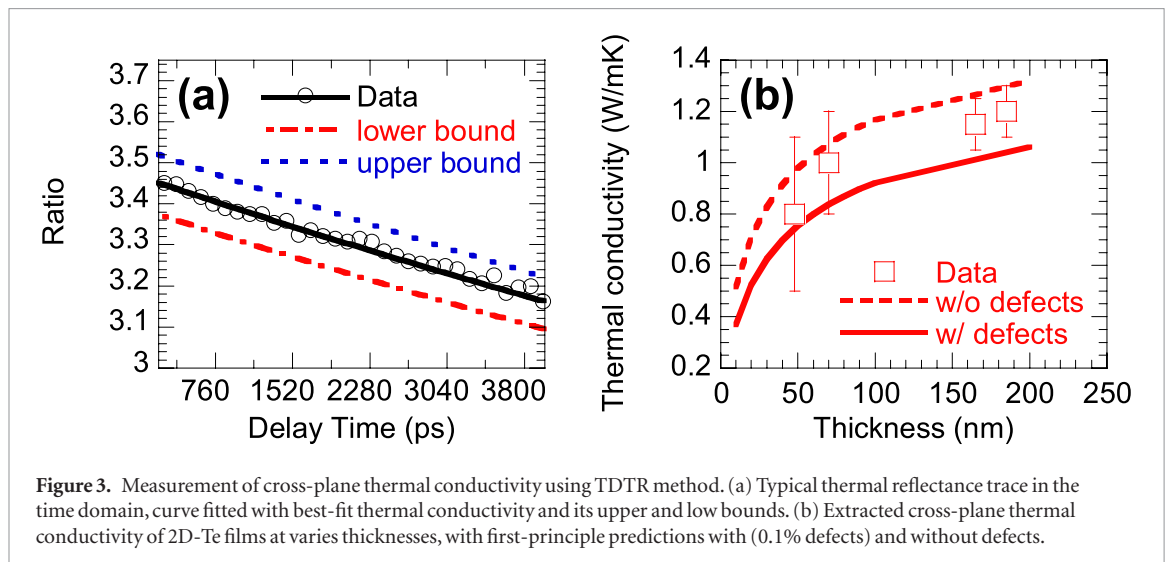 (a)
Data
lower bound
upper bound
3.7
3.6
3.5
3.4
3.3
3.2
3.1
3
Ratio
760 1520 2280 3040 3800
Delay Time (ps)
(b)
Data
w/o defects
w/ defects
1.4
1.2
1
0.8
0.6
0.4
0.2
Thermal conductivity (W/mK)
0 50 100 150 200 250
Thickness (nm)
Figure 3. Measurement of cross-plane thermal conductivity using TDTR method. (a) Typical thermal reflectance trace in the
time domain, curve fitted with best-fit thermal conductivity and its upper and low bounds. (b) Extracted cross-plane thermal
conductivity of 2D-Te films at varies thicknesses, with first-principle predictions with (0.1% defects) and without defects.